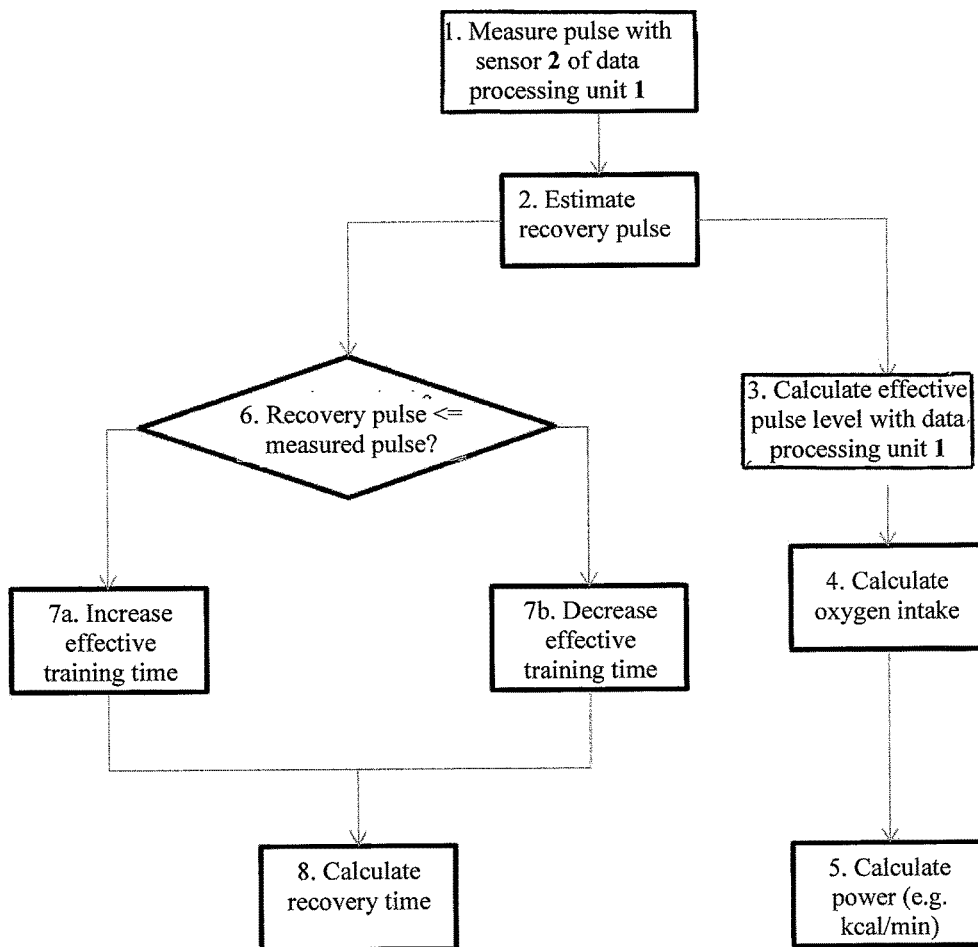 1. Measure pulse with
sensor 2 of data
processing unit 1
2. Estimate
recovery pulse
6. Recovery pulse <=
measured pulse?
3. Calculate effective
pulse level with data
processing unit 1
7a. Increase
effective
training time
7b. Decrease
effective
training time
4. Calculate
oxygen intake
8. Calculate
recovery time
5. Calculate
power (e.g.
kcal/min)